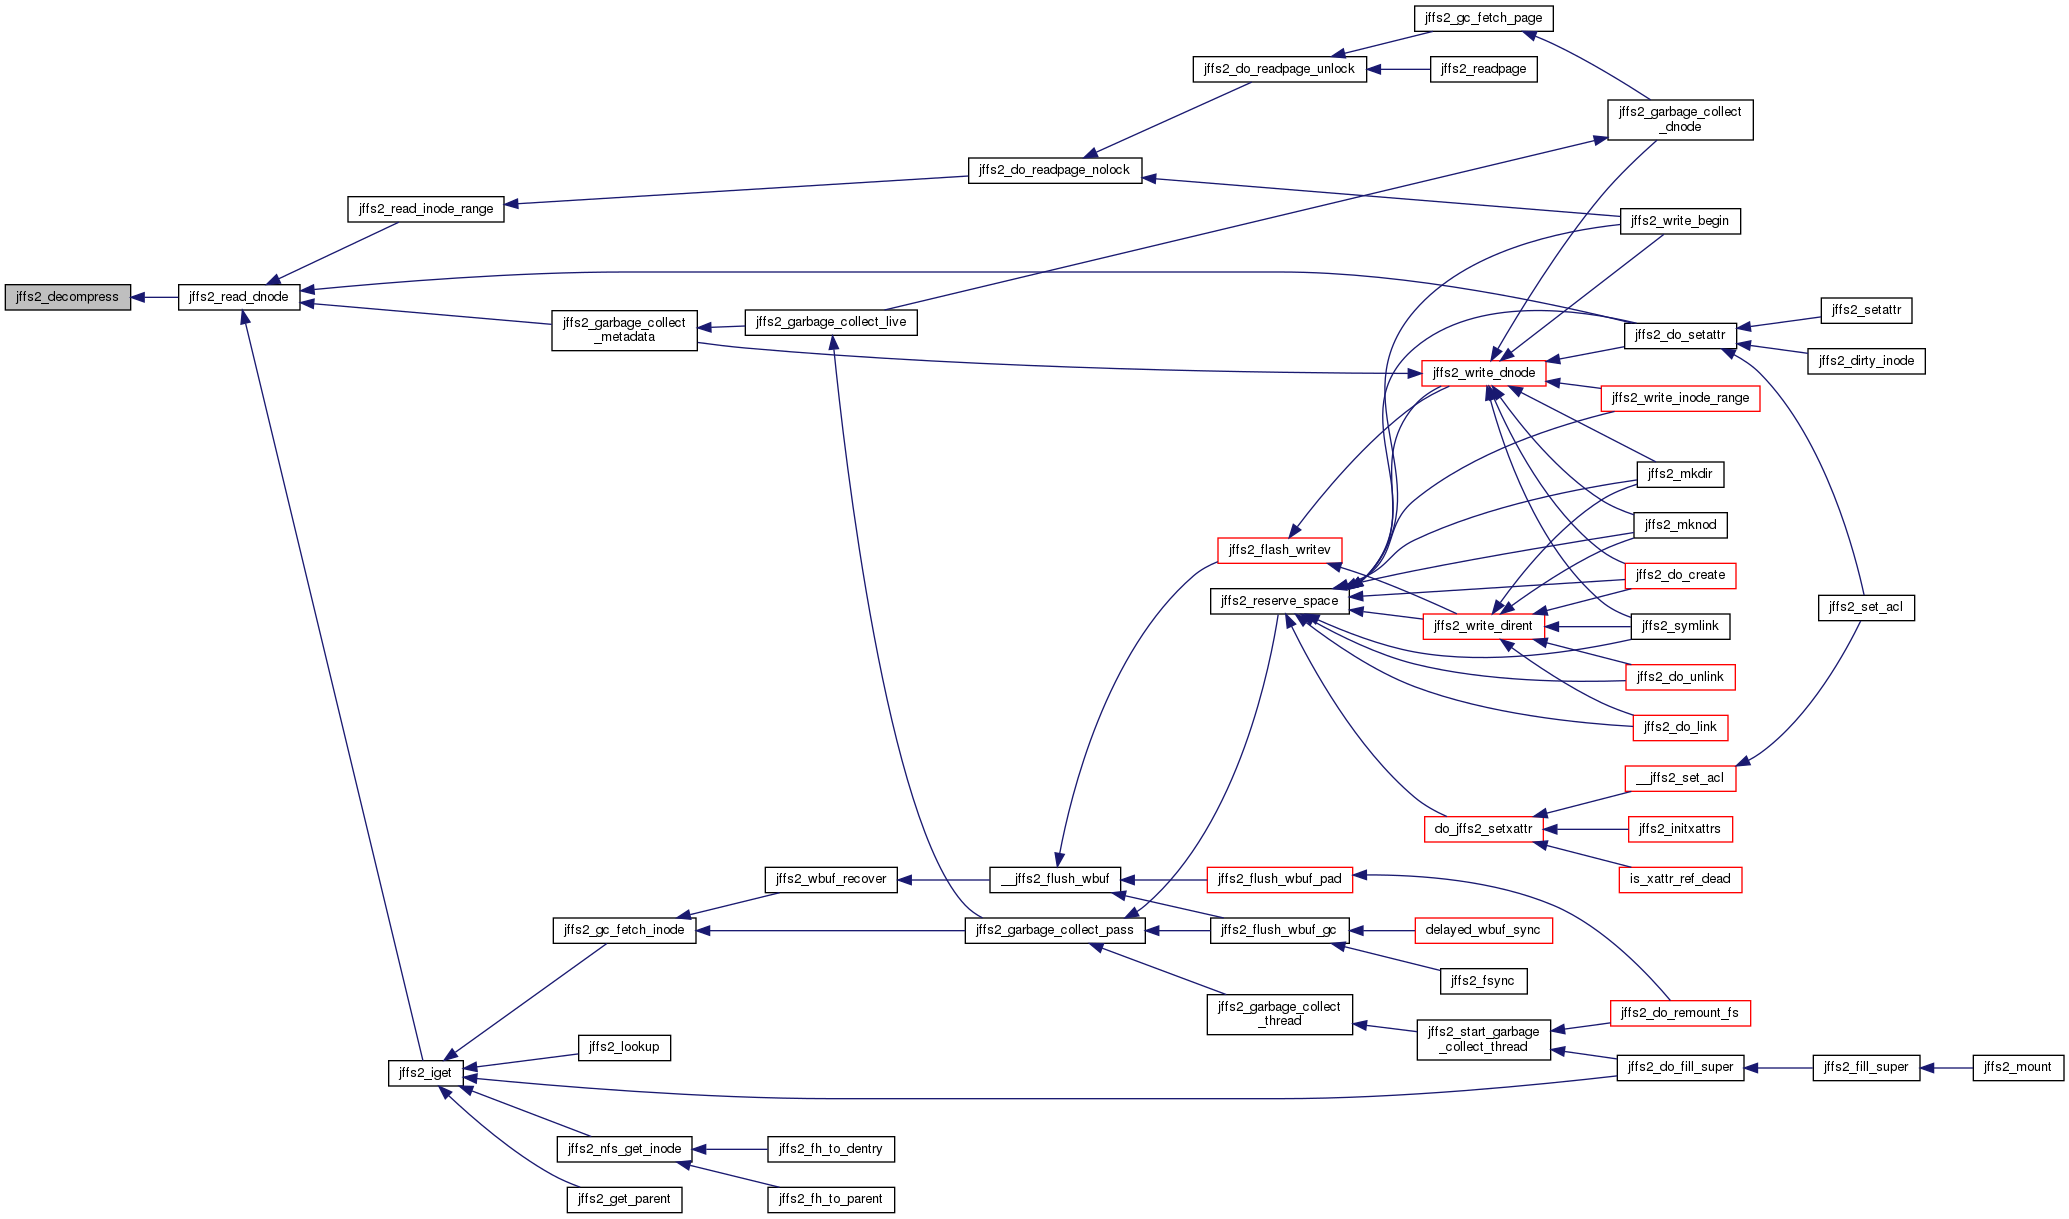 jffs2_gc_fetch_page
jffs2_do_readpage_unlock
jffs2_readpage
jffs2_garbage_collect
_dnode
jffs2_do_readpage_nolock
jffs2_read_inode_range
jffs2_write_begin
jffs2_decompress
jffs2_read_dnode
jffs2_garbage_collect
_metadata
jffs2_garbage_collect_live
jffs2_setattr
jffs2_do_setattr
jffs2_dirty_inode
jffs2_write_dnode
jffs2_write_inode_range
jffs2_mkdir
jffs2_mknod
jffs2_flash_writev
jffs2_do_create
jffs2_reserve_space
jffs2_set_acl
jffs2_write_dirent
jffs2_symlink
jffs2_do_unlink
jffs2_do_link
__jffs2_set_acl
do_jffs2_setxattr
jffs2_initxattrs
is_xattr_ref_dead
jffs2_wbuf_recover
__jffs2_flush_wbuf
jffs2_flush_wbuf_pad
jffs2_gc_fetch_inode
jffs2_garbage_collect_pass
jffs2_flush_wbuf_gc
delayed_wbuf_sync
jffs2_fsync
jffs2_garbage_collect
_thread
jffs2_do_remount_fs
jffs2_start_garbage
_collect_thread
jffs2_lookup
jffs2_iget
jffs2_do_fill_super
jffs2_fill_super
jffs2_mount
jffs2_nfs_get_inode
jffs2_fh_to_dentry
jffs2_get_parent
jffs2_fh_to_parent